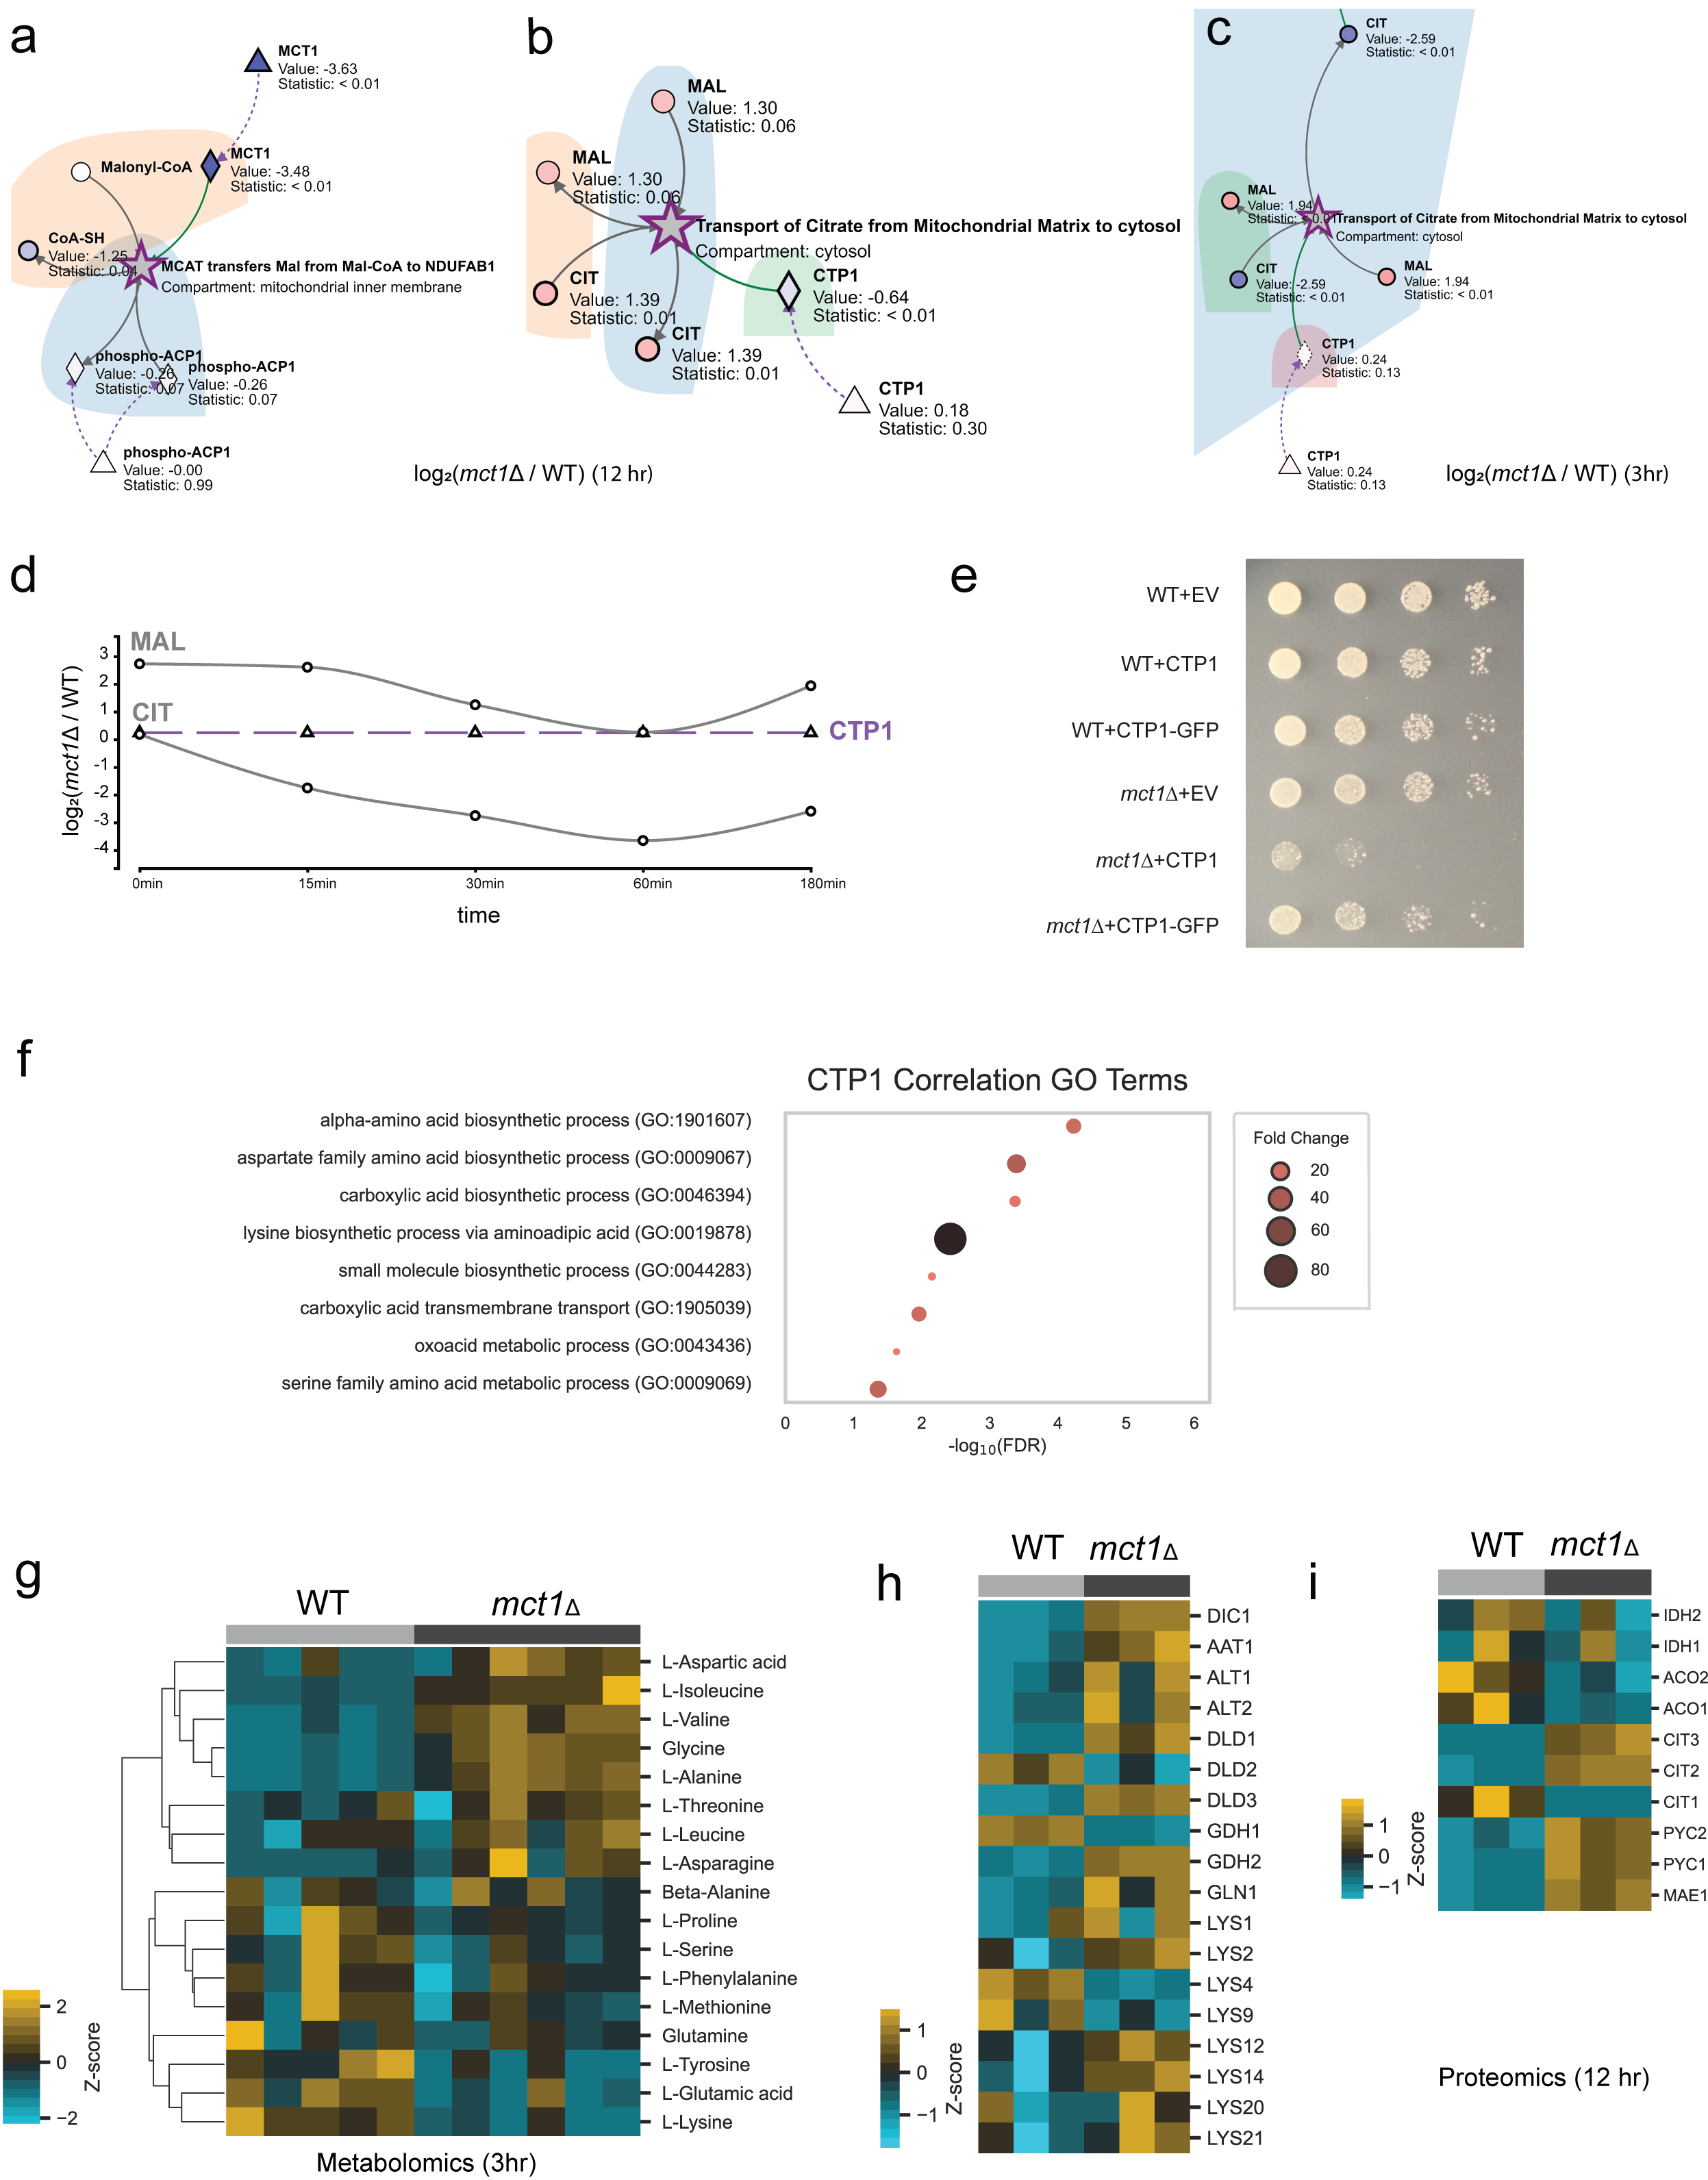 a
MCT1
Value: -3.63
Statistic: < 0.01
MCT1
Value: -3.48
Statistic: < 0.01
Malonyl-CoA
CoA-SH
Value: -1.25
Statistic: 0.04
MCAT transfers Mal from Mal-CoA to NDUFAB1
Compartment: mitochondrial inner membrane
phospho-ACP1
Value: -0.26
Statistic: 0.07
phospho-ACP1
Value: -0.26
Statistic: 0.07
phospho-ACP1
Value: -0.00
Statistic: 0.99
b
MAL
Value: 1.30
Statistic: 0.06
MAL
Value: 1.30
Statistic: 0.06
Transport of Citrate from Mitochondrial Matrix to cytosol
Compartment: cytosol
CIT
Value: 1.39
Statistic: 0.01
CIT
Value: 1.39
Statistic: 0.01
CTP1
Value: -0.64
Statistic: < 0.01
CTP1
Value: 0.18
Statistic: 0.30
log₂(mct1Δ / WT) (12 hr)
c
CIT
Value: -2.59
Statistic: < 0.01
MAL
Value: 1.94
Statistic: < 0.01
Transport of Citrate from Mitochondrial Matrix to cytosol
Compartment: cytosol
CIT
Value: -2.59
Statistic: < 0.01
MAL
Value: 1.94
Statistic: < 0.01
CTP1
Value: 0.24
Statistic: 0.13
CTP1
Value: 0.24
Statistic: 0.13
log₂(mct1Δ / WT) (3hr)
d
log₂(mct1Δ / WT)
3
2
1
0
-1
-2
-3
-4
MAL
CIT
CTP1
0min
15min
30min
60min
180min
time
e
WT+EV
WT+CTP1
WT+CTP1-GFP
mct1Δ+EV
mct1Δ+CTP1
mct1Δ+CTP1-GFP
f
CTP1 Correlation GO Terms
alpha-amino acid biosynthetic process (GO:1901607)
aspartate family amino acid biosynthetic process (GO:0009067)
carboxylic acid biosynthetic process (GO:0046394)
lysine biosynthetic process via aminoadipic acid (GO:0019878)
small molecule biosynthetic process (GO:0044283)
carboxylic acid transmembrane transport (GO:1905039)
oxoacid metabolic process (GO:0043436)
serine family amino acid metabolic process (GO:0009069)
0 1 2 3 4 5 6
-log₁₀(FDR)
Fold Change
20
40
60
80
g
WT mct1Δ
L-Aspartic acid
L-Isoleucine
L-Valine
Glycine
L-Alanine
L-Threonine
L-Leucine
L-Asparagine
Beta-Alanine
L-Proline
L-Serine
L-Phenylalanine
L-Methionine
Glutamine
L-Tyrosine
L-Glutamic acid
L-Lysine
2
0
−2
Z-score
Metabolomics (3hr)
h
WT mct1Δ
DIC1
AAT1
ALT1
ALT2
DLD1
DLD2
DLD3
GDH1
GDH2
GLN1
LYS1
LYS2
LYS4
LYS9
LYS12
LYS14
LYS20
LYS21
1
0
−1
Z-score
i
WT mct1Δ
IDH2
IDH1
ACO2
ACO1
CIT3
CIT2
CIT1
PYC2
PYC1
MAE1
1
0
−1
Z-score
Proteomics (12 hr)